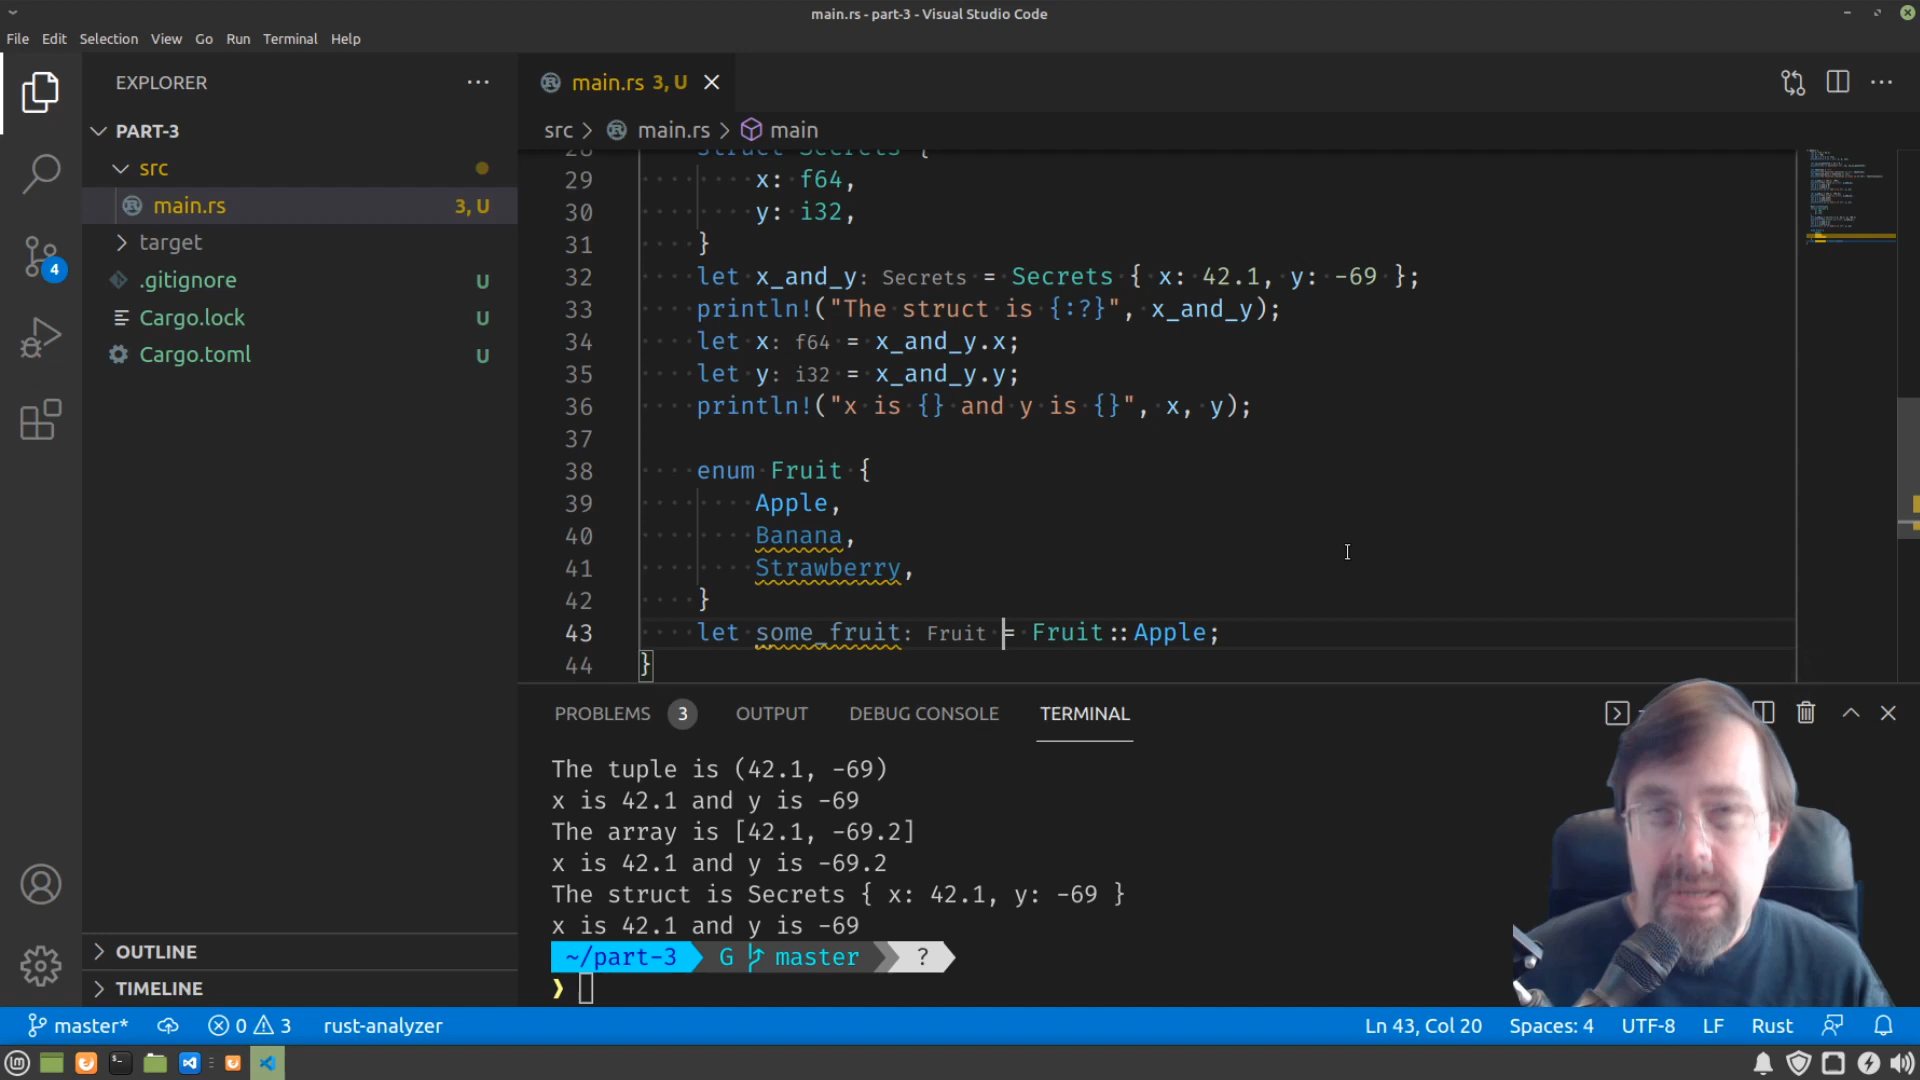 main.rs - part-3 - Visual Studio Code
File Edit Selection View Go Run Terminal Help
EXPLORER ···
PART-3
src
main.rs 3, U
target
.gitignore U
Cargo.lock U
Cargo.toml U
OUTLINE
TIMELINE
main.rs 3, U
src > main.rs > main
28 struct Secrets {
29 x: f64,
30 y: i32,
31 }
32 let x_and_y: Secrets = Secrets { x: 42.1, y: -69 };
33 println!("The struct is {:?}", x_and_y);
34 let x: f64 = x_and_y.x;
35 let y: i32 = x_and_y.y;
36 println!("x is {} and y is {}", x, y);
37
38 enum Fruit {
39 Apple,
40 Banana,
41 Strawberry,
42 }
43 let some_fruit: Fruit = Fruit::Apple;
44 }
PROBLEMS 3 OUTPUT DEBUG CONSOLE TERMINAL
The tuple is (42.1, -69)
x is 42.1 and y is -69
The array is [42.1, -69.2]
x is 42.1 and y is -69.2
The struct is Secrets { x: 42.1, y: -69 }
x is 42.1 and y is -69
~/part-3 G master ?
❯
4
master* 0 3 rust-analyzer Ln 43, Col 20 Spaces: 4 UTF-8 LF Rust